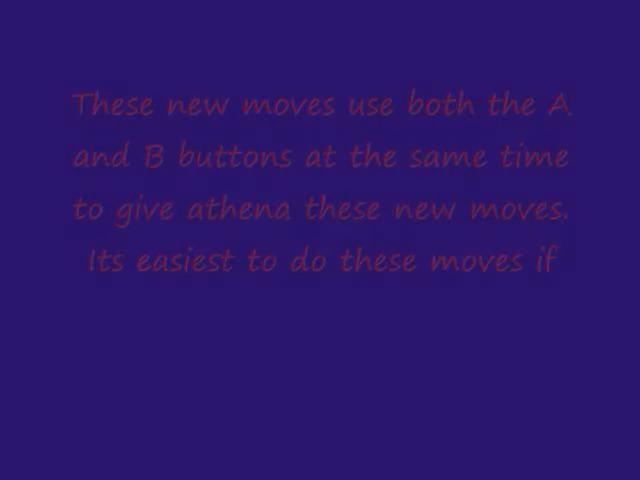 These new moves use both the A
and B buttons at the same time
to give athena these new moves.
Its easiest to do these moves if